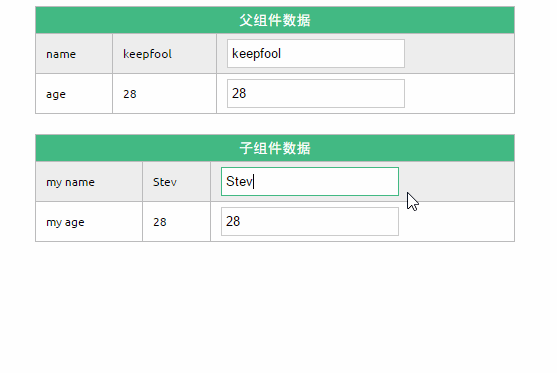 父组件数据
name keepfool keepfool
age 28 28
子组件数据
my name Stev Stev
my age 28 28